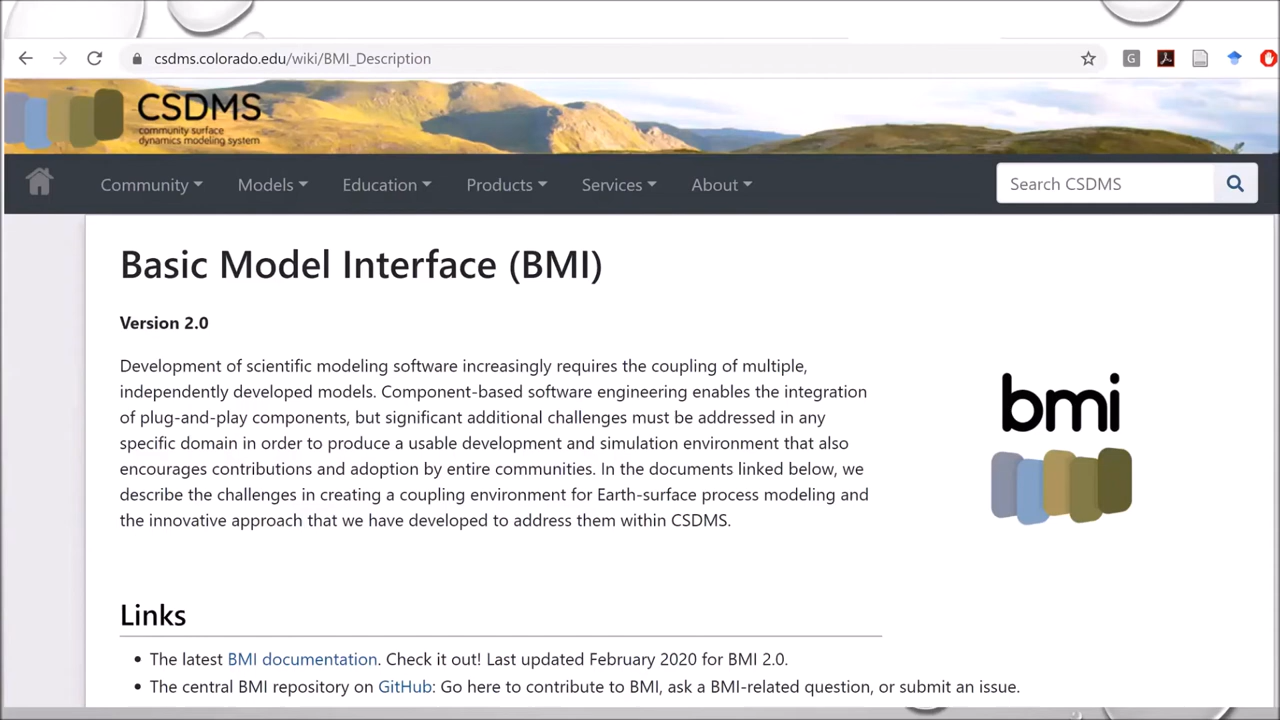 csdms.colorado.edu/wiki/BMI_Description
G
CSDMS
community surface
dynamics modeling system
Community
Models
Education
Products
Services
About
Search CSDMS
Basic Model Interface (BMI)
Version 2.0
Development of scientific modeling software increasingly requires the coupling of multiple,
independently developed models. Component-based software engineering enables the integration
of plug-and-play components, but significant additional challenges must be addressed in any
specific domain in order to produce a usable development and simulation environment that also
encourages contributions and adoption by entire communities. In the documents linked below, we
describe the challenges in creating a coupling environment for Earth-surface process modeling and
the innovative approach that we have developed to address them within CSDMS.
bmi
Links
• The latest BMI documentation. Check it out! Last updated February 2020 for BMI 2.0.
• The central BMI repository on GitHub: Go here to contribute to BMI, ask a BMI-related question, or submit an issue.